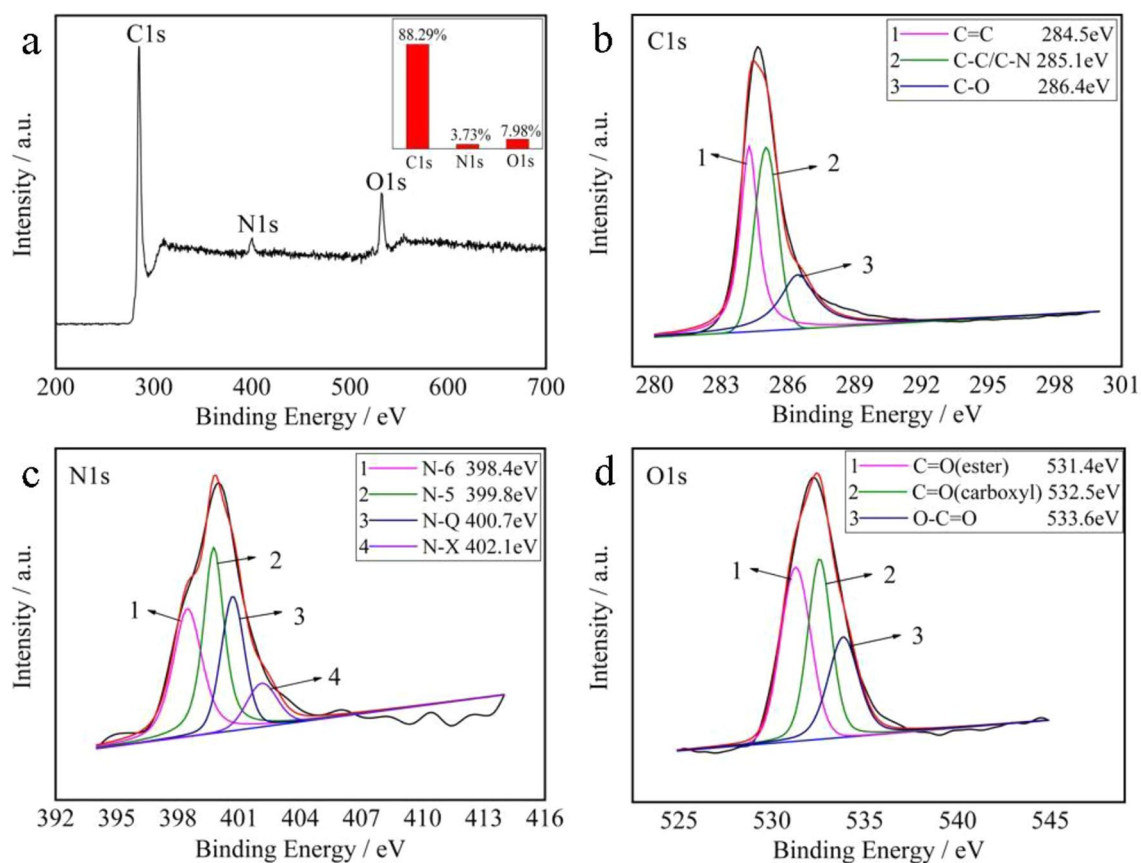 a
C1s
N1s
O1s
88.29%
3.73%
7.98%
C1s N1s O1s
Intensity / a.u.
200 300 400 500 600 700
Binding Energy / eV
b
C1s
1 C=C 284.5eV
2 C-C/C-N 285.1eV
3 C-O 286.4eV
1
2
3
Intensity / a.u.
280 283 286 289 292 295 298 301
Binding Energy / eV
c
N1s
1 N-6 398.4eV
2 N-5 399.8eV
3 N-Q 400.7eV
4 N-X 402.1eV
1
2
3
4
Intensity / a.u.
392 395 398 401 404 407 410 413 416
Binding Energy / eV
d
O1s
1 C=O(ester) 531.4eV
2 C=O(carboxyl) 532.5eV
3 O-C=O 533.6eV
1
2
3
Intensity / a.u.
525 530 535 540 545
Binding Energy / eV